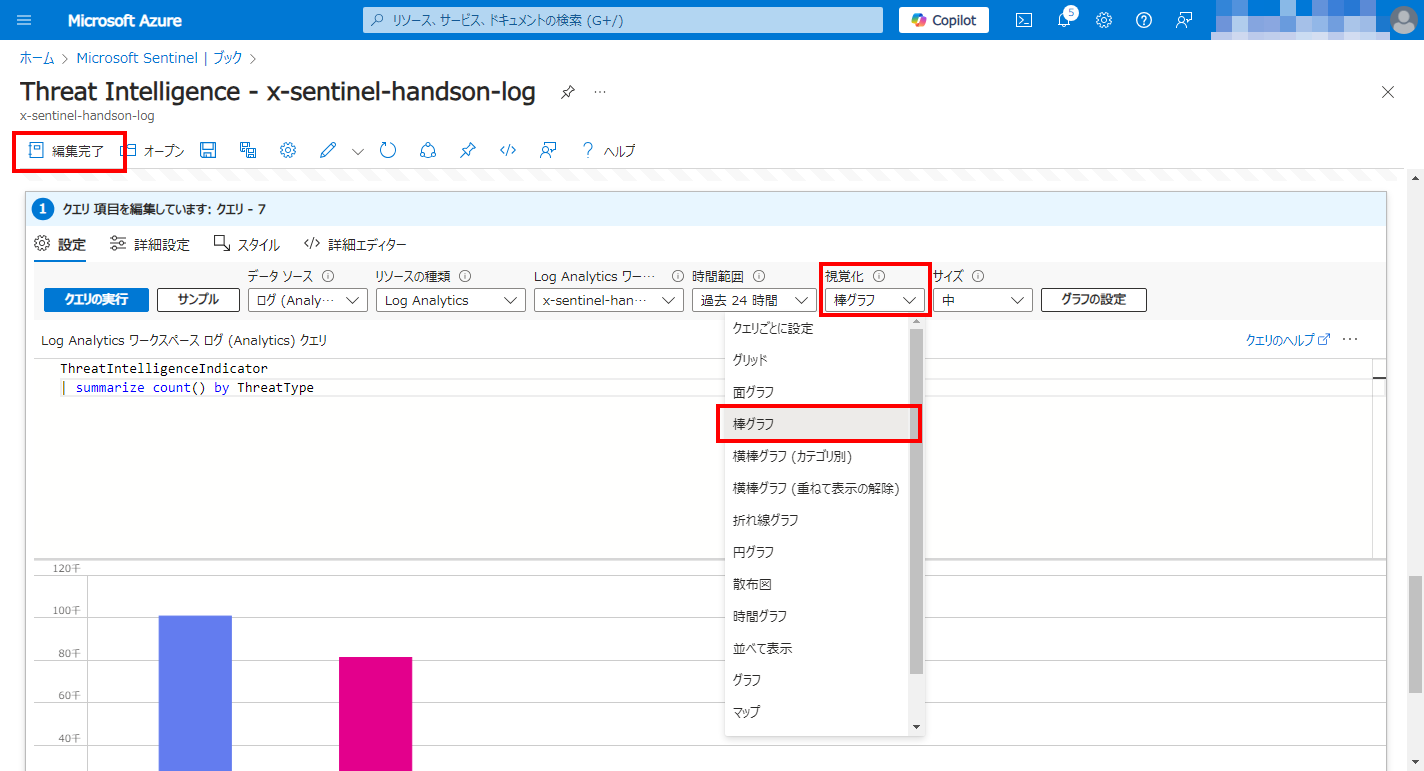 Microsoft Azure
リソース、サービス、ドキュメントの検索 (G+/)
Copilot
5
ホーム > Microsoft Sentinel | ブック >
Threat Intelligence - x-sentinel-handson-log
x-sentinel-handson-log
編集完了 オープン ヘルプ
1 クエリ 項目を編集しています: クエリ - 7
設定 詳細設定 スタイル 詳細エディター
データ ソース リソースの種類 Log Analytics ワー… 時間範囲 視覚化 サイズ
クエリの実行 サンプル ログ (Analy… Log Analytics x-sentinel-han… 過去 24 時間 棒グラフ 中 グラフの設定
クエリごとに設定
グリッド
面グラフ
棒グラフ
横棒グラフ (カテゴリ別)
横棒グラフ (重ねて表示の解除)
折れ線グラフ
円グラフ
散布図
時間グラフ
並べて表示
グラフ
マップ
Log Analytics ワークスペース ログ (Analytics) クエリ
クエリのヘルプ
ThreatIntelligenceIndicator
| summarize count() by ThreatType
120千
100千
80千
60千
40千